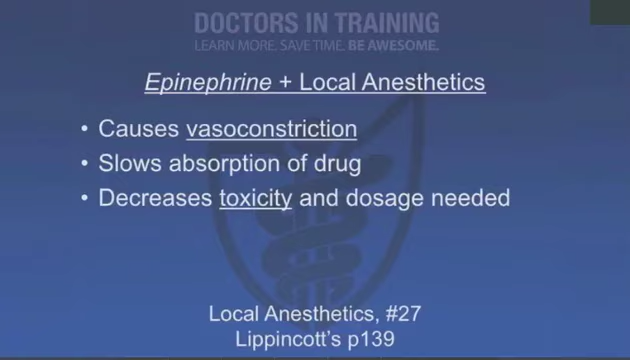 DOCTORS IN TRAINING
LEARN MORE. SAVE TIME. BE AWESOME.
Epinephrine + Local Anesthetics
• Causes vasoconstriction
• Slows absorption of drug
• Decreases toxicity and dosage needed
Local Anesthetics, #27
Lippincott's p139